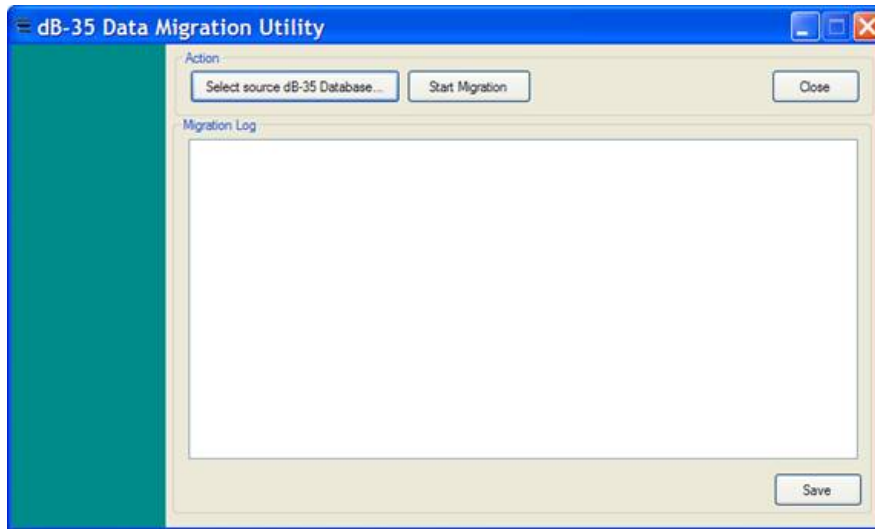 dB-35 Data Migration Utility
Action
Select source dB-35 Database...
Start Migration
Close
Migration Log
Save